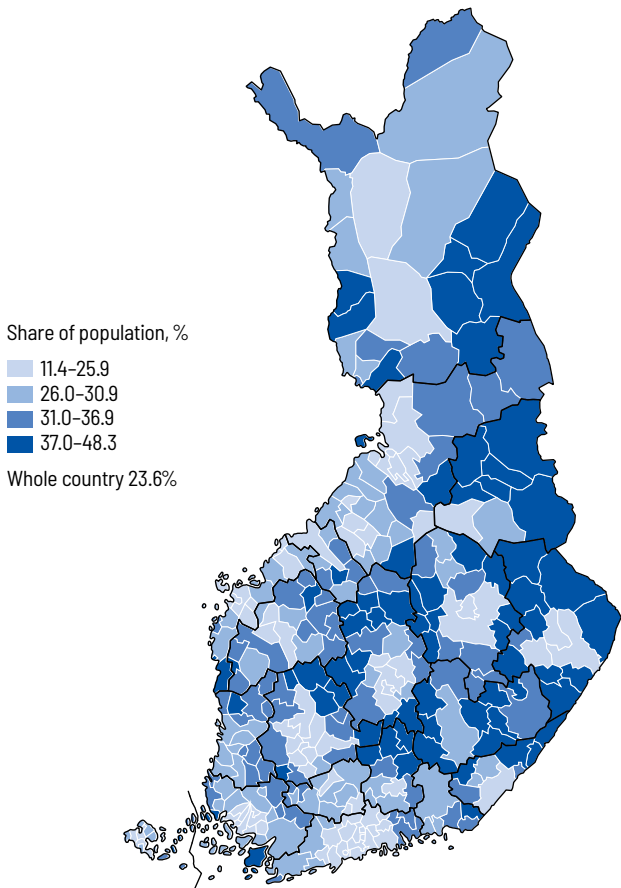 Share of population, %
11.4–25.9
26.0–30.9
31.0–36.9
37.0–48.3
Whole country 23.6%